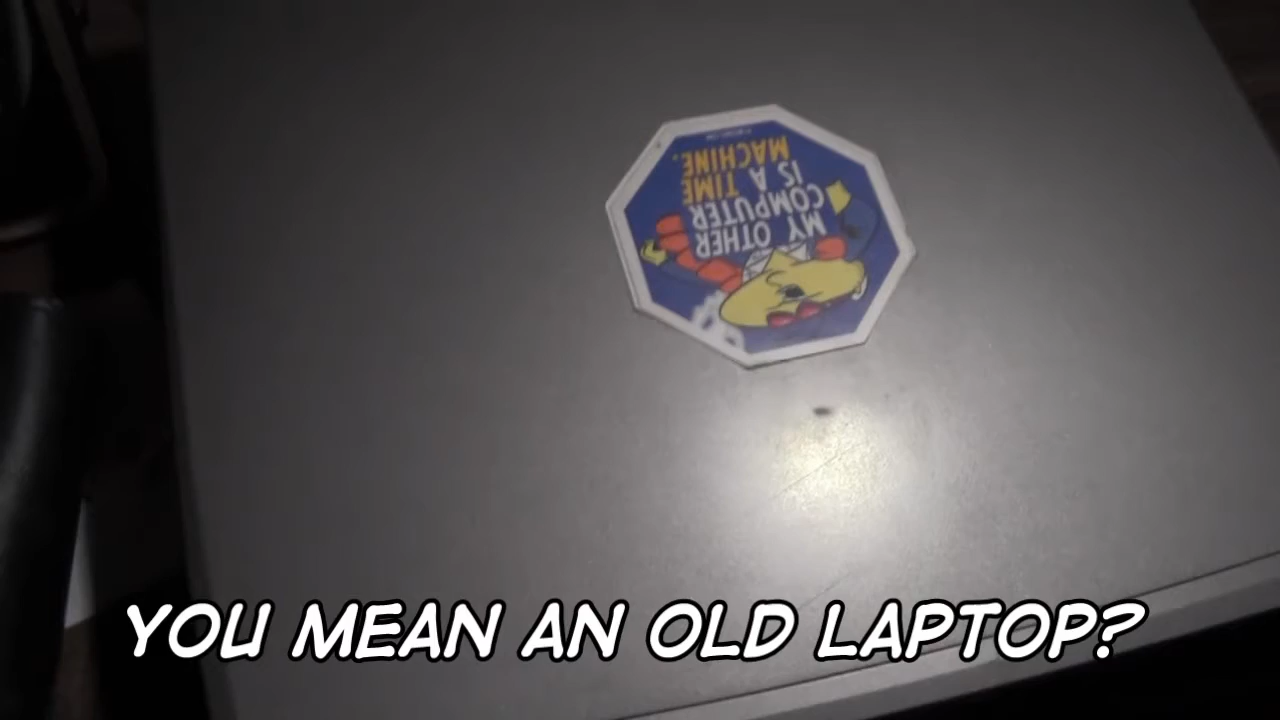 MY OTHER
COMPUTER
IS A TIME
MACHINE.
YOU MEAN AN OLD LAPTOP?